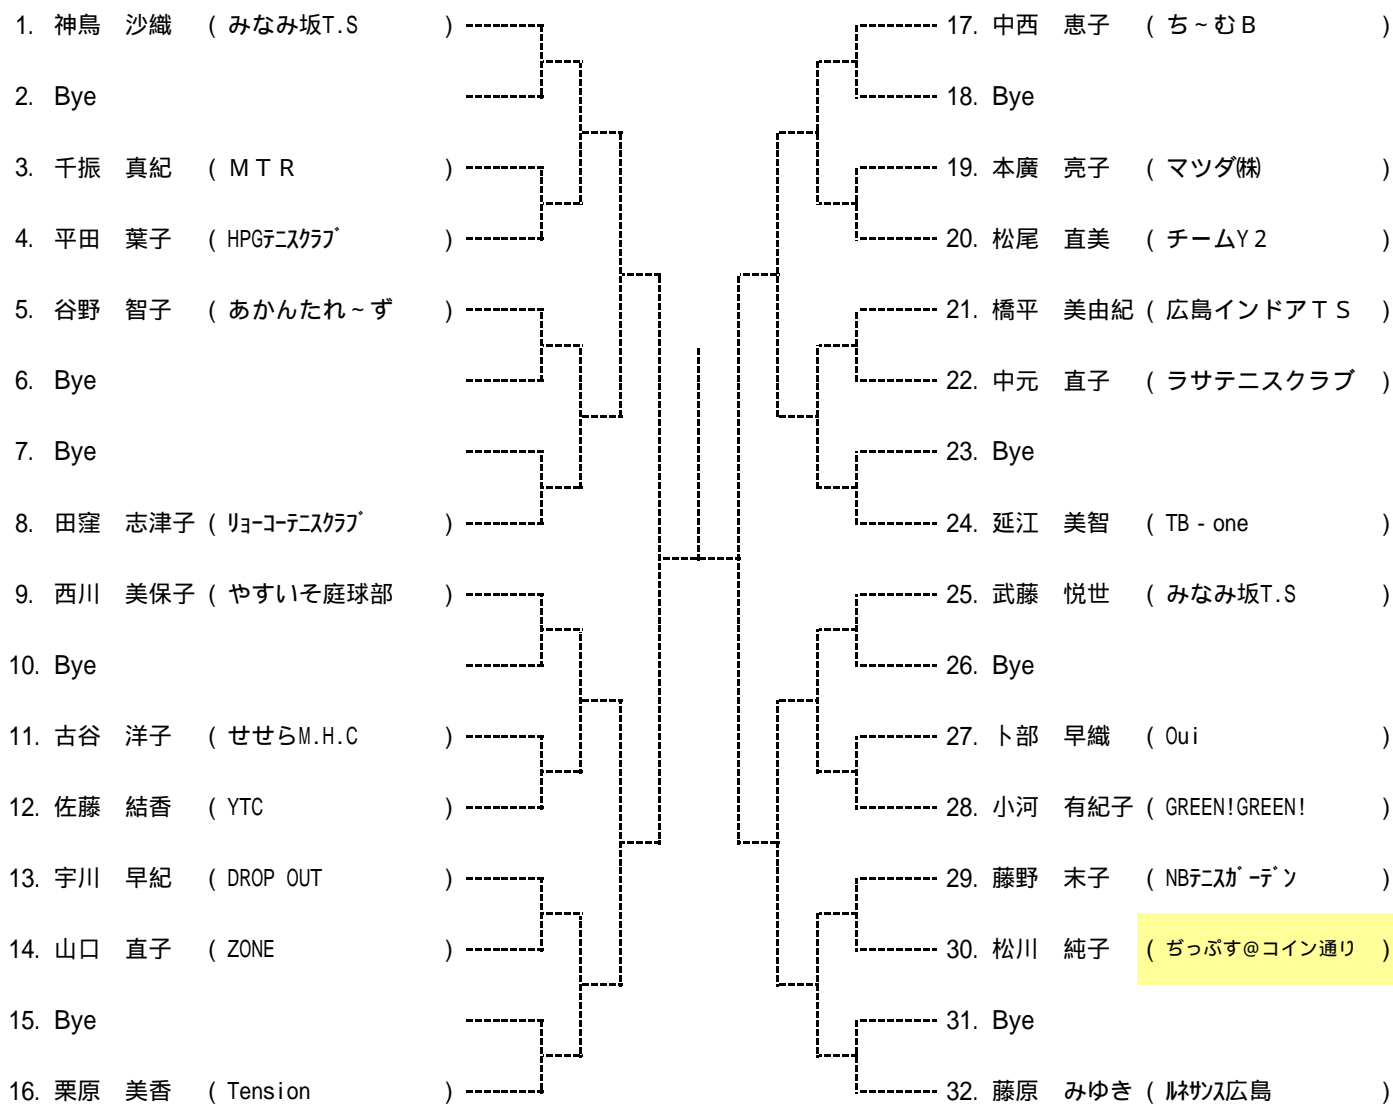 1. 神鳥　沙織　( みなみ坂T.S )
2. Bye
3. 千振　真紀　( ＭＴＲ )
4. 平田　葉子　( HPGﾃﾆｽｸﾗﾌﾞ )
5. 谷野　智子　( あかんたれ～ず )
6. Bye
7. Bye
8. 田窪　志津子 ( ﾘｮｰｺｰﾃﾆｽｸﾗﾌﾞ )
9. 西川　美保子 ( やすいそ庭球部 )
10. Bye
11. 古谷　洋子　( せせらM.H.C )
12. 佐藤　結香　( YTC )
13. 宇川　早紀　( DROP OUT )
14. 山口　直子　( ZONE )
15. Bye
16. 栗原　美香　( Tension )
17. 中西　恵子　( ち～むＢ )
18. Bye
19. 本廣　亮子　( マツダ㈱ )
20. 松尾　直美　( チームY２ )
21. 橋平　美由紀 ( 広島インドアＴＳ )
22. 中元　直子　( ラサテニスクラブ )
23. Bye
24. 延江　美智　( TB - one )
25. 武藤　悦世　( みなみ坂T.S )
26. Bye
27. 卜部　早織　( Oui )
28. 小河　有紀子 ( GREEN!GREEN! )
29. 藤野　末子　( NBﾃﾆｽｶﾞｰﾃﾞﾝ )
30. 松川　純子　( ぢっぷす＠コイン通り )
31. Bye
32. 藤原　みゆき ( ﾙﾈｻﾝｽ広島 )